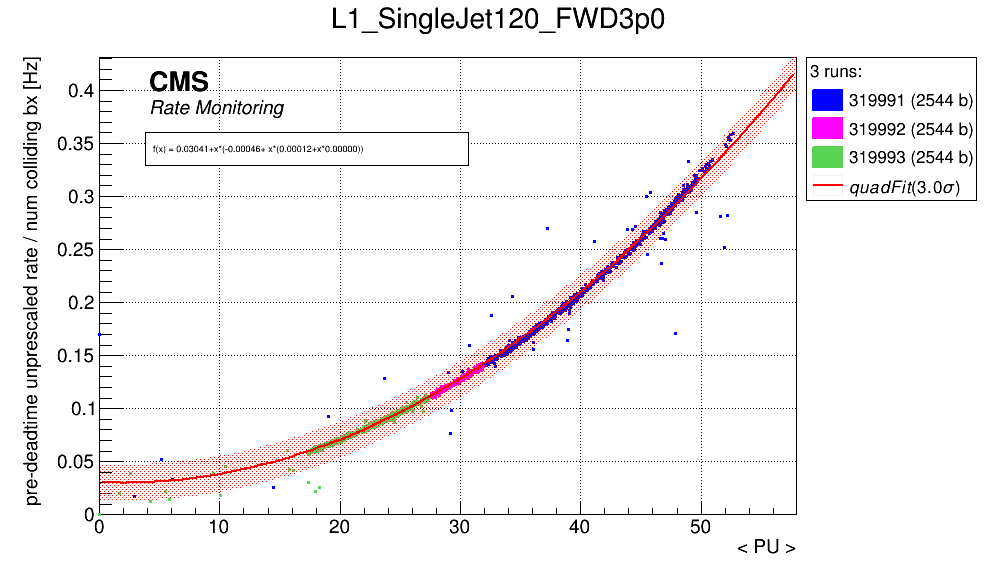 L1_SingleJet120_FWD3p0
CMS
Rate Monitoring
f(x) = 0.03041+x*(-0.00046+ x*(0.00012+x*0.00000))
pre-deadtime unprescaled rate / num colliding bx [Hz]
0.4
0.35
0.3
0.25
0.2
0.15
0.1
0.05
0
0 10 20 30 40 50
< PU >
3 runs:
319991 (2544 b)
319992 (2544 b)
319993 (2544 b)
quadFit(3.0σ)